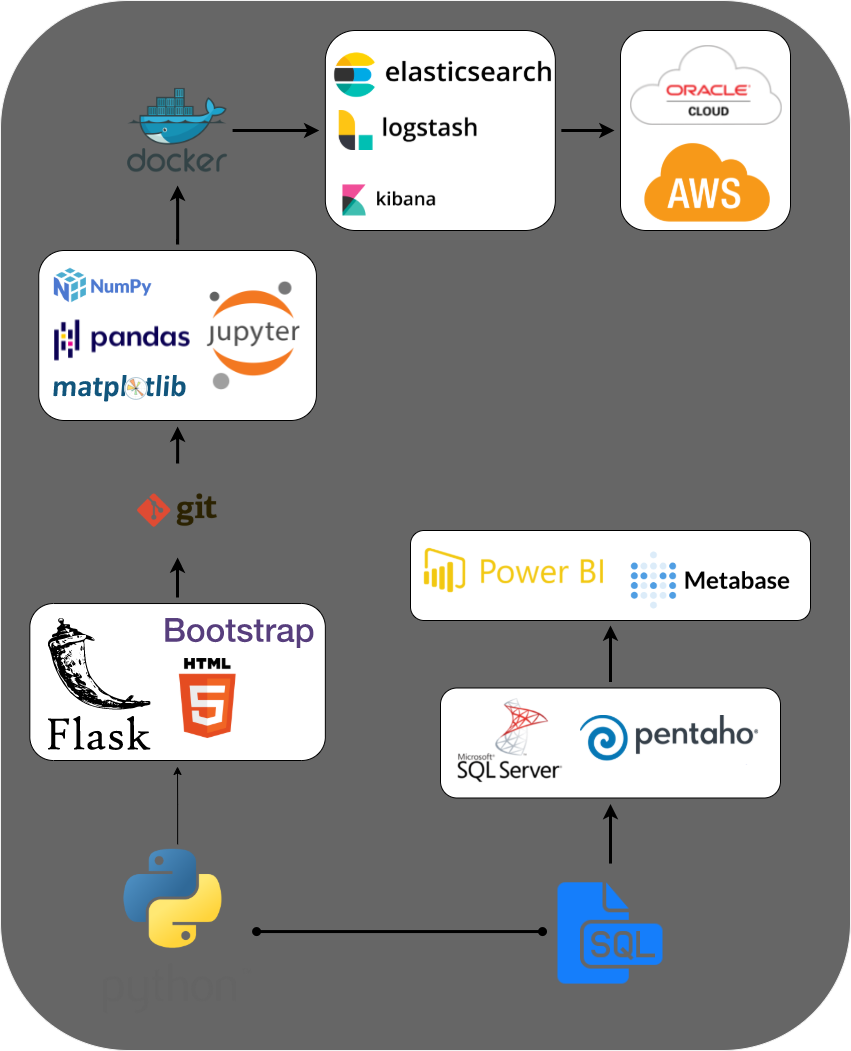 elasticsearch
logstash
kibana
ORACLE
CLOUD
AWS
docker
NumPy
pandas
matplotlib
jupyter
git
Power BI
Metabase
Flask
Bootstrap
HTML
5
Microsoft
SQL Server
pentaho
SQL
python